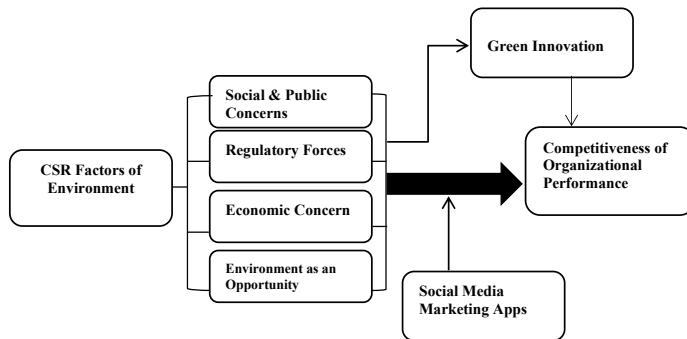 Green Innovation
Social & Public
Concerns
Regulatory Forces
CSR Factors of
Environment
Competitiveness of
Organizational
Performance
Economic Concern
Environment as an
Opportunity
Social Media
Marketing Apps